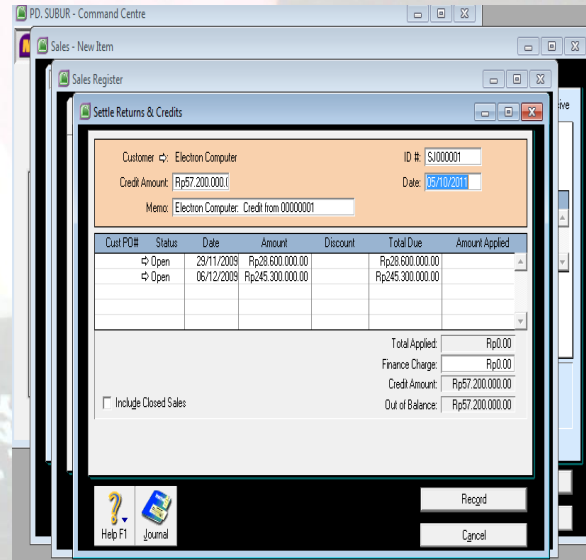 PD. SUBUR - Command Centre
Sales - New Item
Sales Register
Settle Returns & Credits
Customer ⇨: Electron Computer
ID #: SJ000001
Credit Amount: Rp57.200.000.(
Date: 05/10/2011
Memo: Electron Computer: Credit from 00000001
Cust PO# Status Date Amount Discount Total Due Amount Applied
⇨ Open 29/11/2009 Rp28.600.000.00 Rp28.600.000.00
⇨ Open 06/12/2009 Rp245.300.000.00 Rp245.300.000.00
Total Applied: Rp0.00
Finance Charge: Rp0.00
Credit Amount: Rp57.200.000.00
Include Closed Sales
Out of Balance: Rp57.200.000.00
Help F1
Journal
Record
Cancel